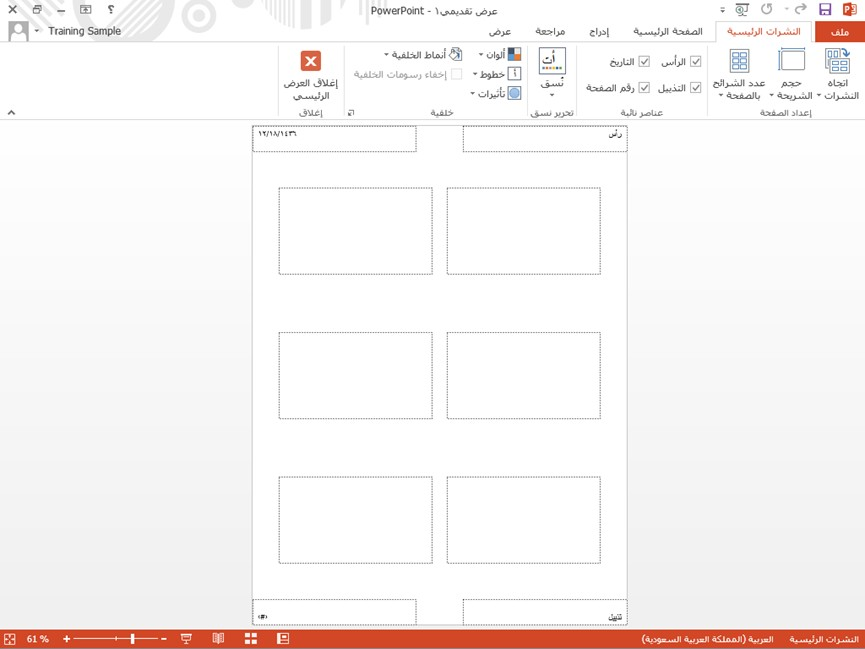 عرض تقديمي١ - PowerPoint
?
Training Sample
ملف
النشرات الرئيسية
الصفحة الرئيسية
إدراج
مراجعة
عرض
اتجاه
النشرات
حجم
الشريحة
عدد الشرائح
بالصفحة
إعداد الصفحة
الرأس
التاريخ
التذييل
رقم الصفحة
عناصر نائبة
أت
نسق
تحرير نسق
ألوان
أنماط الخلفية
خطوط
إخفاء رسومات الخلفية
تأثيرات
خلفية
إغلاق العرض
الرئيسي
إغلاق
رأس
١٢/١٨/١٤٣٦
تذييل
‹#›
النشرات الرئيسية
العربية (المملكة العربية السعودية)
61 %